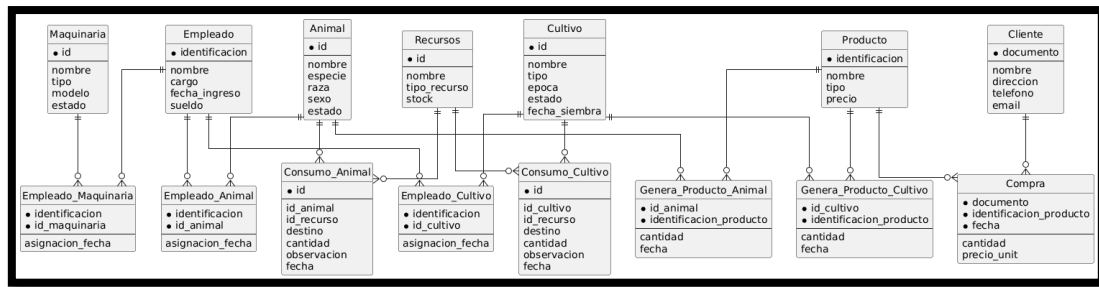 Maquinaria
id
nombre
tipo
modelo
estado
Empleado
identificacion
nombre
cargo
fecha_ingreso
sueldo
Animal
id
nombre
especie
raza
sexo
estado
Recursos
id
nombre
tipo_recurso
stock
Cultivo
id
nombre
tipo
epoca
estado
fecha_siembra
Producto
identificacion
nombre
tipo
precio
Cliente
documento
nombre
direccion
telefono
email
Empleado_Maquinaria
identificacion
id_maquinaria
asignacion_fecha
Empleado_Animal
identificacion
id_animal
asignacion_fecha
Consumo_Animal
id
id_animal
id_recurso
destino
cantidad
observacion
fecha
Empleado_Cultivo
identificacion
id_cultivo
asignacion_fecha
Consumo_Cultivo
id
id_cultivo
id_recurso
destino
cantidad
observacion
fecha
Genera_Producto_Animal
id_animal
identificacion_producto
cantidad
fecha
Genera_Producto_Cultivo
id_cultivo
identificacion_producto
cantidad
fecha
Compra
documento
identificacion_producto
fecha
cantidad
precio_unit